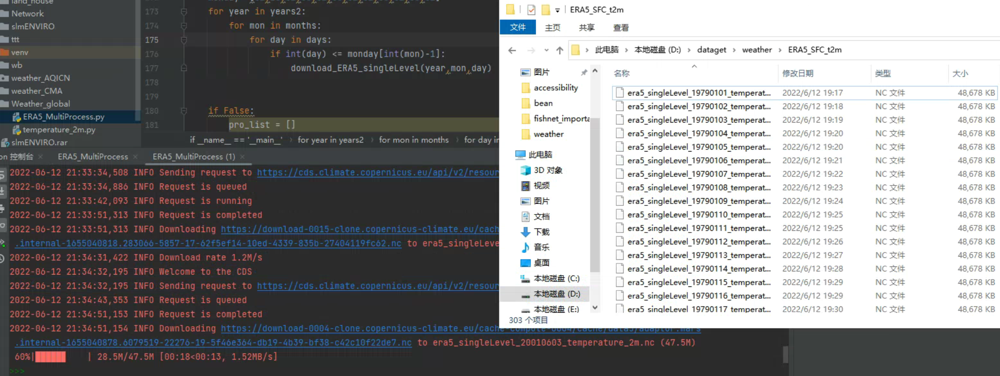 land_house
Network
slmENVIRO
ttt
venv
wb
weather_AQICN
weather_CMA
Weather_global
ERA5_MultiProcess.py
temperature_2m.py
slmENVIRO.rar
173 for year in years2:
174 for mon in months:
175 for day in days:
176 if int(day) <= monday[int(mon)-1]:
177 download_ERA5_singleLevel(year,mon,day)
178
179
180 if False:
181 pro_list = []
if __name__ == '__main__' › for year in years2 › for mon in months › for day in
on 控制台 × ERA5_MultiProcess × ERA5_MultiProcess (1) ×
2022-06-12 21:33:34,508 INFO Sending request to https://cds.climate.copernicus.eu/api/v2/resour
2022-06-12 21:33:34,886 INFO Request is queued
2022-06-12 21:33:42,093 INFO Request is running
2022-06-12 21:33:51,313 INFO Request is completed
2022-06-12 21:33:51,313 INFO Downloading https://download-0015-clone.copernicus-climate.eu/cach
.internal-1655040818.283066-5857-17-62f5ef14-10ed-4339-835b-27404119fc62.nc to era5_singleLeve
2022-06-12 21:34:31,422 INFO Download rate 1.2M/s
2022-06-12 21:34:32,195 INFO Welcome to the CDS
2022-06-12 21:34:32,195 INFO Sending request to https://cds.climate.copernicus.eu/api/v2/resour
2022-06-12 21:34:43,353 INFO Request is queued
2022-06-12 21:34:51,153 INFO Request is completed
2022-06-12 21:34:51,154 INFO Downloading https://download-0004-clone.copernicus-climate.eu/cache-compute-0004/cache/data5/adaptor.mars
.internal-1655040878.6079519-22276-19-5f46e364-db19-4b39-bf38-c42c10f22de7.nc to era5_singleLevel_20010603_temperature_2m.nc (47.5M)
60%|██████ | 28.5M/47.5M [00:18<00:13, 1.52MB/s]
>>>
ERA5_SFC_t2m
文件 主页 共享 查看
此电脑 › 本地磁盘 (D:) › dataget › weather › ERA5_SFC_t2m
图片
accessibility
bean
fishnet_importa
weather
此电脑
3D 对象
视频
图片
文档
下载
音乐
桌面
本地磁盘 (C:)
本地磁盘 (D:)
本地磁盘 (E:)
名称 修改日期 类型 大小
era5_singleLevel_19790101_temperat... 2022/6/12 19:17 NC 文件 48,678 KB
era5_singleLevel_19790102_temperat... 2022/6/12 19:18 NC 文件 48,678 KB
era5_singleLevel_19790103_temperat... 2022/6/12 19:19 NC 文件 48,678 KB
era5_singleLevel_19790104_temperat... 2022/6/12 19:20 NC 文件 48,678 KB
era5_singleLevel_19790105_temperat... 2022/6/12 19:20 NC 文件 48,678 KB
era5_singleLevel_19790106_temperat... 2022/6/12 19:21 NC 文件 48,678 KB
era5_singleLevel_19790107_temperat... 2022/6/12 19:22 NC 文件 48,678 KB
era5_singleLevel_19790108_temperat... 2022/6/12 19:23 NC 文件 48,678 KB
era5_singleLevel_19790109_temperat... 2022/6/12 19:24 NC 文件 48,678 KB
era5_singleLevel_19790110_temperat... 2022/6/12 19:25 NC 文件 48,678 KB
era5_singleLevel_19790111_temperat... 2022/6/12 19:25 NC 文件 48,678 KB
era5_singleLevel_19790112_temperat... 2022/6/12 19:26 NC 文件 48,678 KB
era5_singleLevel_19790113_temperat... 2022/6/12 19:27 NC 文件 48,678 KB
era5_singleLevel_19790114_temperat... 2022/6/12 19:28 NC 文件 48,678 KB
era5_singleLevel_19790115_temperat... 2022/6/12 19:29 NC 文件 48,678 KB
era5_singleLevel_19790116_temperat... 2022/6/12 19:29 NC 文件 48,678 KB
era5_singleLevel_19790117_temperat... 2022/6/12 19:30 NC 文件 48,678 KB
303 个项目